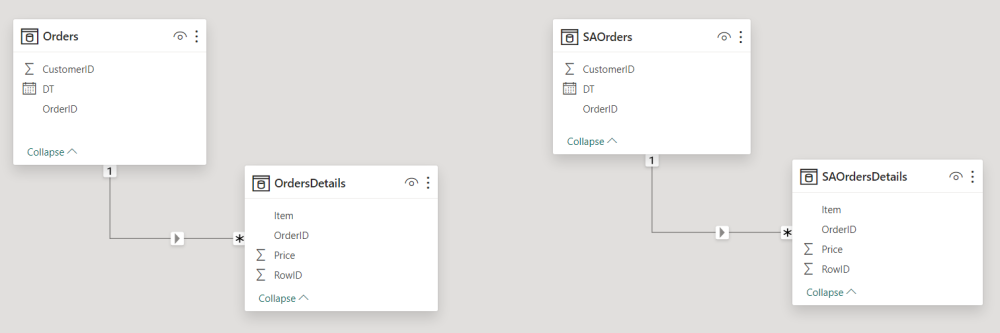 Orders
CustomerID
DT
OrderID
Collapse
1
*
OrdersDetails
Item
OrderID
Price
RowID
Collapse
SAOrders
CustomerID
DT
OrderID
Collapse
1
*
SAOrdersDetails
Item
OrderID
Price
RowID
Collapse